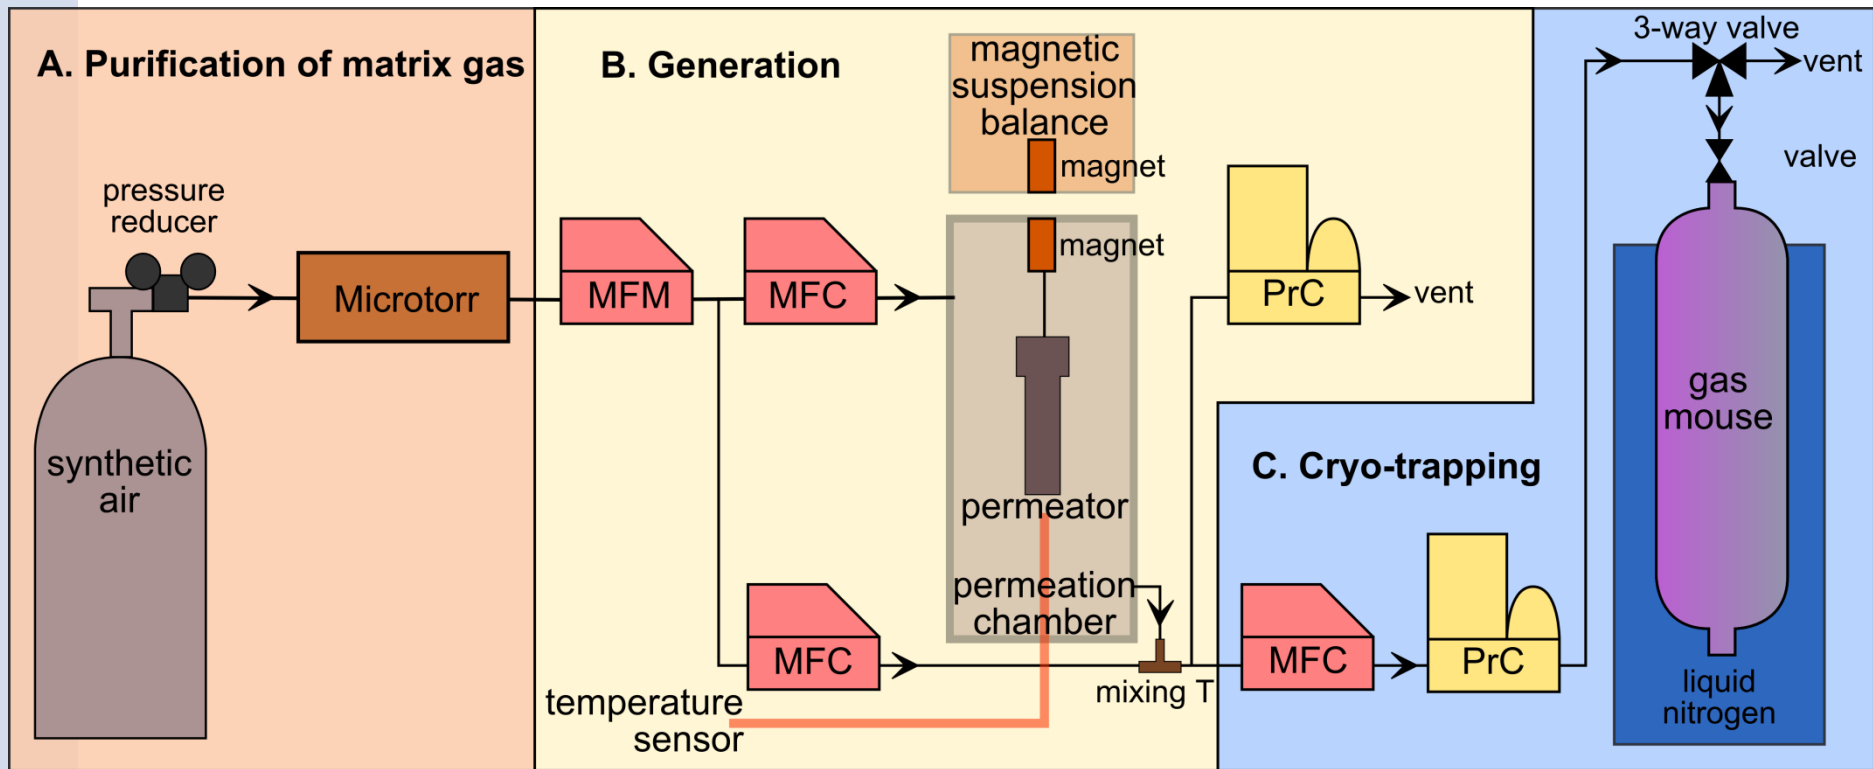 A. Purification of matrix gas
pressure
reducer
Microtorr
synthetic
air
B. Generation
magnetic
suspension
balance
magnet
magnet
MFM
MFC
permeator
permeation
chamber
MFC
temperature
sensor
mixing T
PrC
vent
C. Cryo-trapping
MFC
PrC
3-way valve
vent
valve
gas
mouse
liquid
nitrogen